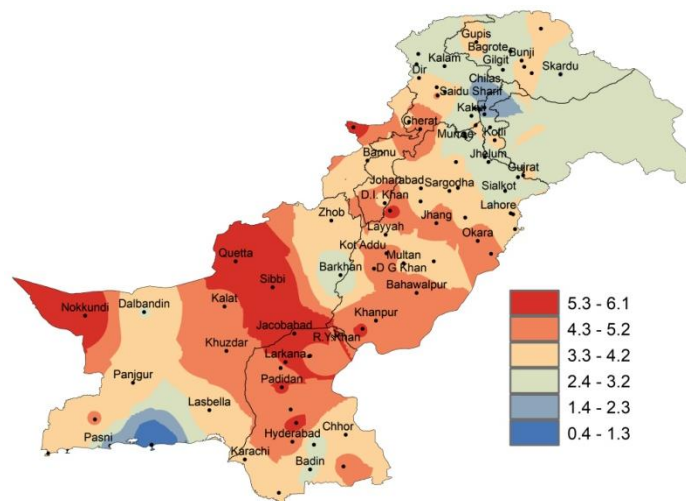 Gupis
Bagrote
Bunji
Kalam
Gilgit
Skardu
Dir
Chilas
Saidu Sharif
Kakul
Cherat
Murree
Kotli
Bannu
Jhelum
Gujrat
Joharabad
Sargodha
Sialkot
D.I. Khan
Zhob
Lahore
Jhang
Layyah
Okara
Kot Addu
Quetta
Multan
Barkhan
D G Khan
Sibbi
Bahawalpur
Nokkundi
Dalbandin
Kalat
Khanpur
Jacobabad
R.Y.Khan
Khuzdar
Larkana
Panjgur
Padidan
Lasbella
Pasni
Hyderabad
Chhor
Karachi
Badin
5.3 - 6.1
4.3 - 5.2
3.3 - 4.2
2.4 - 3.2
1.4 - 2.3
0.4 - 1.3